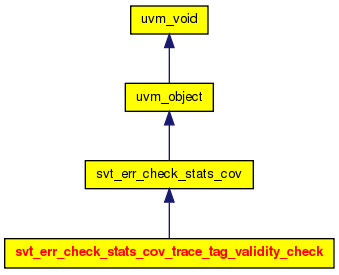 uvm_void
uvm_object
svt_err_check_stats_cov
svt_err_check_stats_cov_trace_tag_validity_check